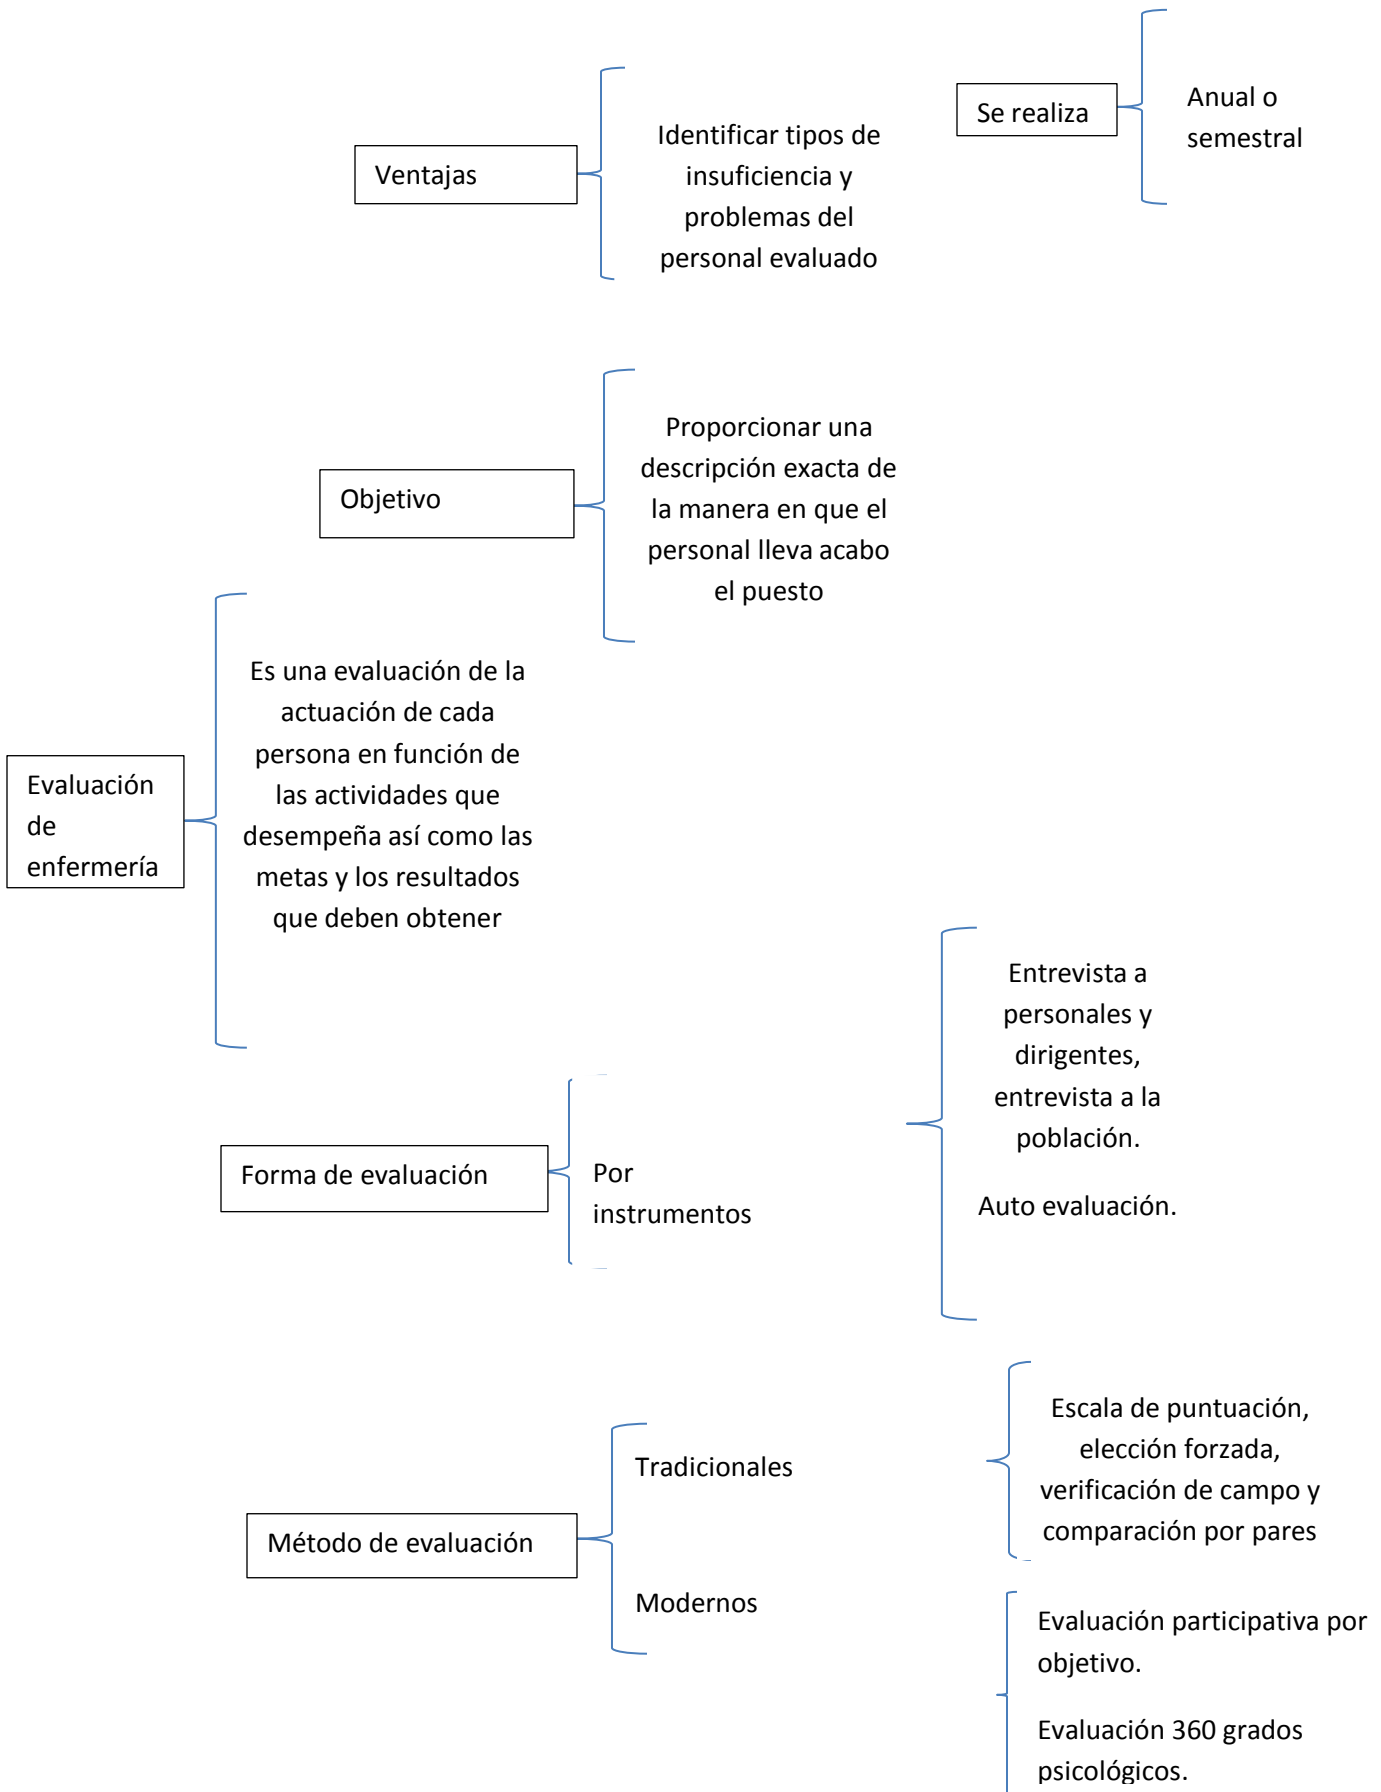 Se realiza
Anual o
semestral
Ventajas
Identificar tipos de
insuficiencia y
problemas del
personal evaluado
Objetivo
Proporcionar una
descripción exacta de
la manera en que el
personal lleva acabo
el puesto
Evaluación
de
enfermería
Es una evaluación de la
actuación de cada
persona en función de
las actividades que
desempeña así como las
metas y los resultados
que deben obtener
Forma de evaluación
Por
instrumentos
Entrevista a
personales y
dirigentes,
entrevista a la
población.
Auto evaluación.
Método de evaluación
Tradicionales
Escala de puntuación,
elección forzada,
verificación de campo y
comparación por pares
Modernos
Evaluación participativa por
objetivo.
Evaluación 360 grados
psicológicos.